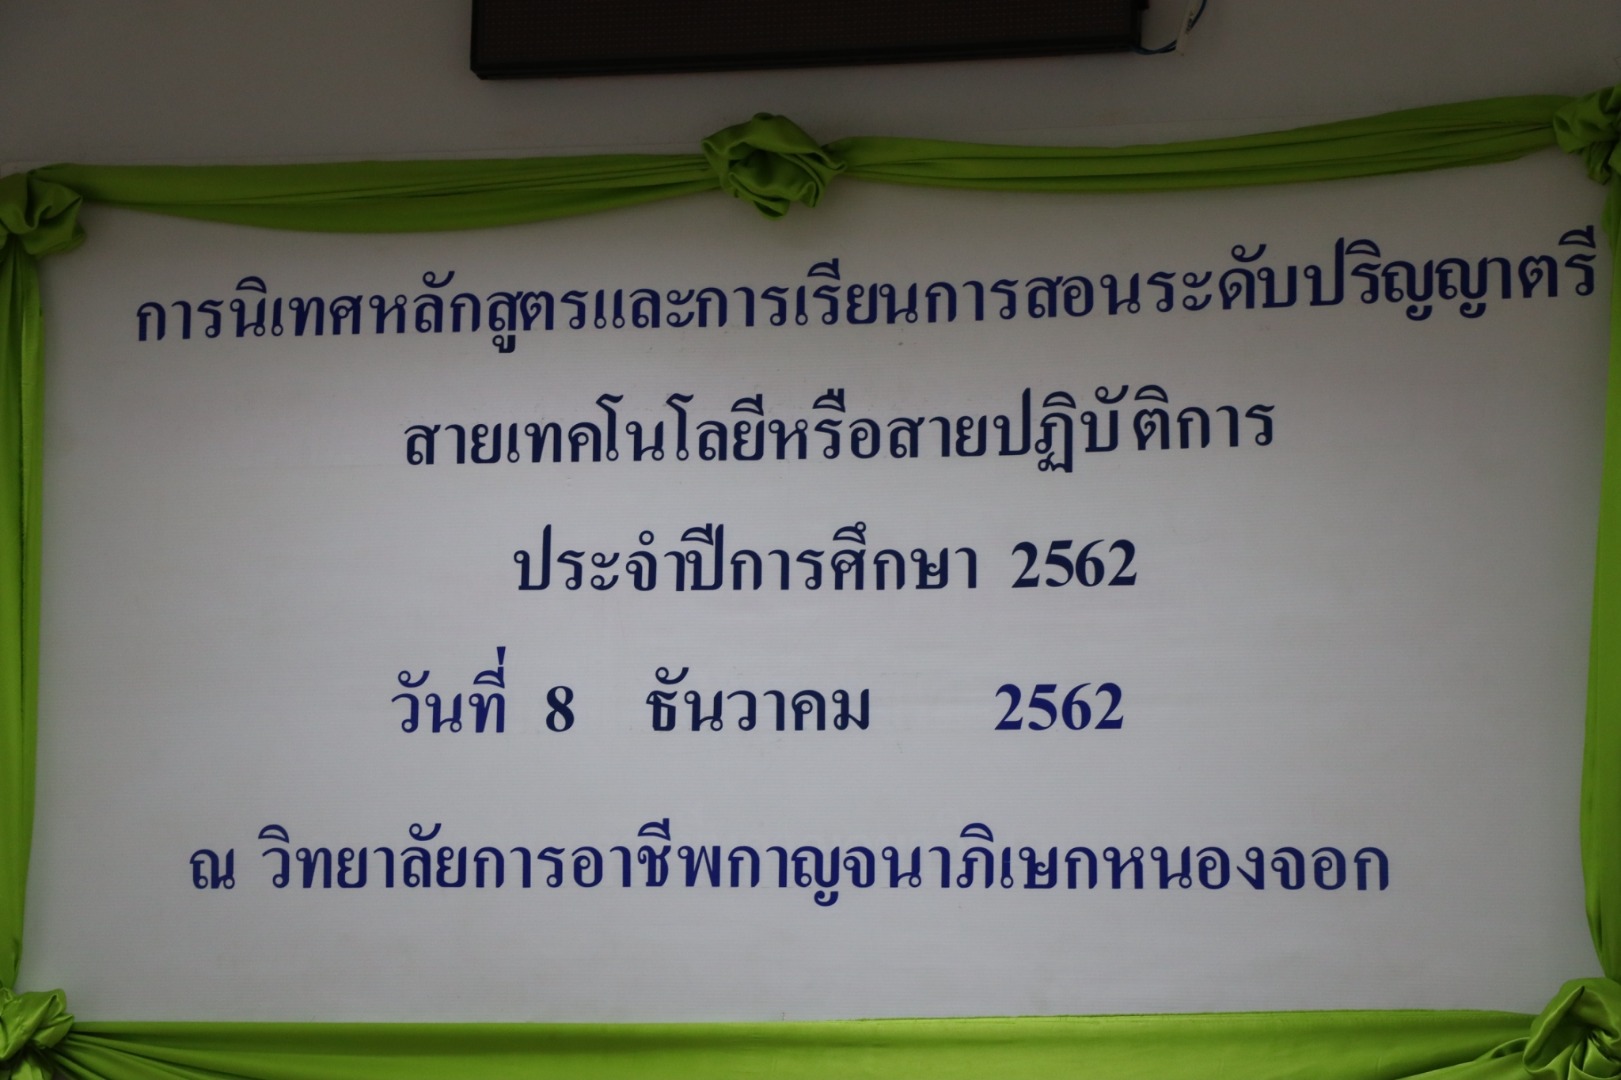 การนิเทศหลักสูตรและการเรียนการสอนระดับปริญญาตรี
สายเทคโนโลยีหรือสายปฏิบัติการ
ประจำปีการศึกษา 2562
วันที่ 8 ธันวาคม 2562
ณ วิทยาลัยการอาชีพกาญจนาภิเษกหนองจอก